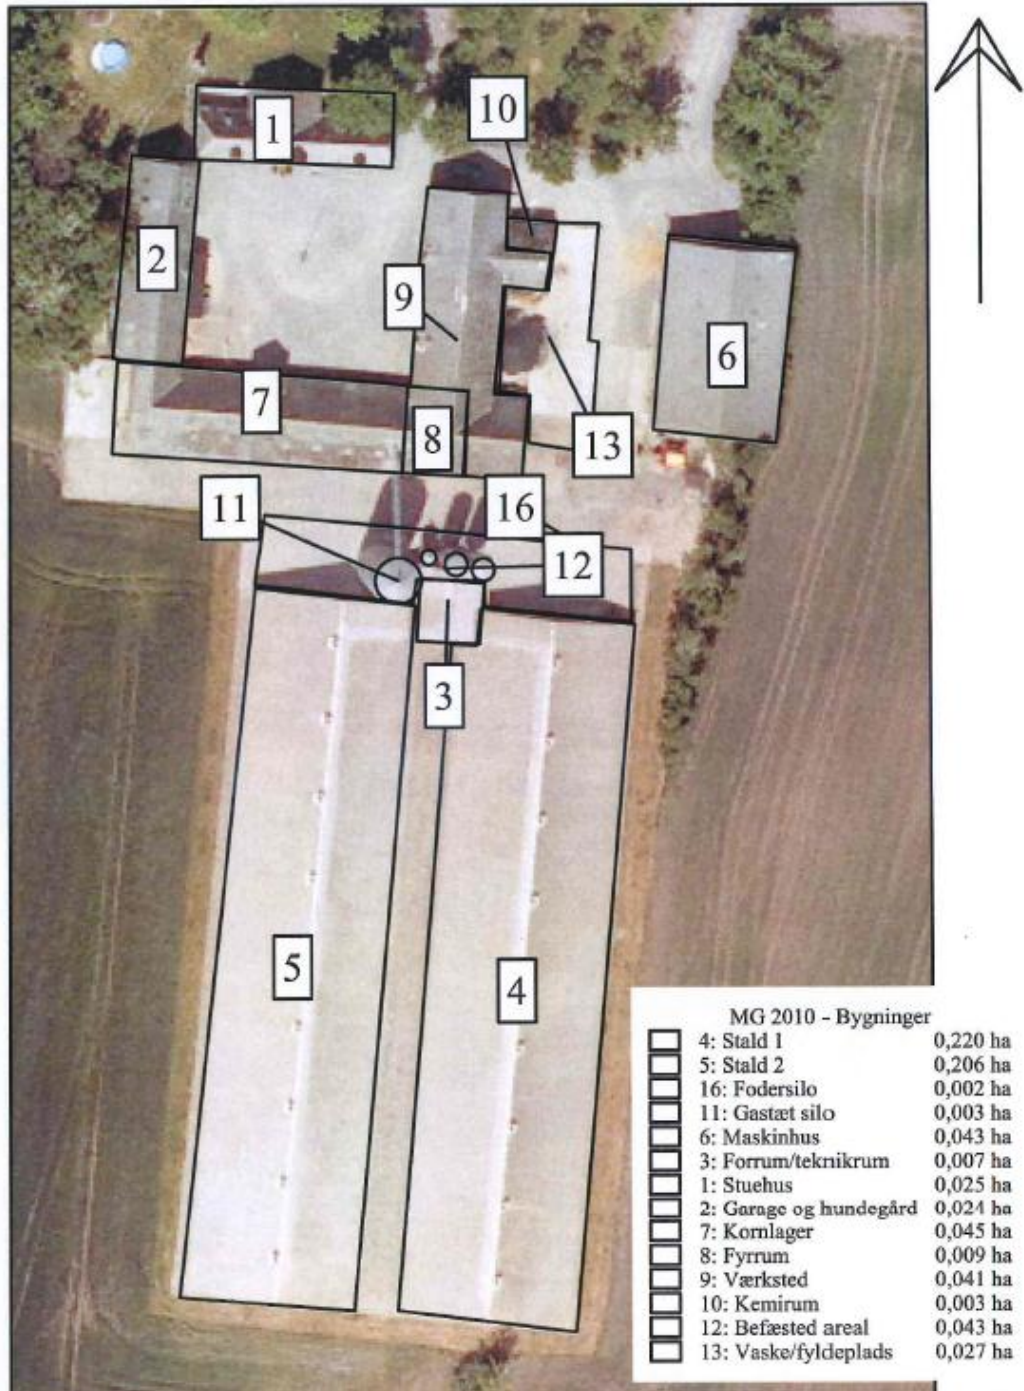 1
10
2
9
6
7
8
13
11
16
12
3
5
4
MG 2010 - Bygninger
4: Stald 1 0,220 ha
5: Stald 2 0,206 ha
16: Fodersilo 0,002 ha
11: Gastæt silo 0,003 ha
6: Maskinhus 0,043 ha
3: Forrum/teknikrum 0,007 ha
1: Stuehus 0,025 ha
2: Garage og hundegård 0,024 ha
7: Kornlager 0,045 ha
8: Fyrrum 0,009 ha
9: Værksted 0,041 ha
10: Kemirum 0,003 ha
12: Befæsted areal 0,043 ha
13: Vaske/fyldeplads 0,027 ha